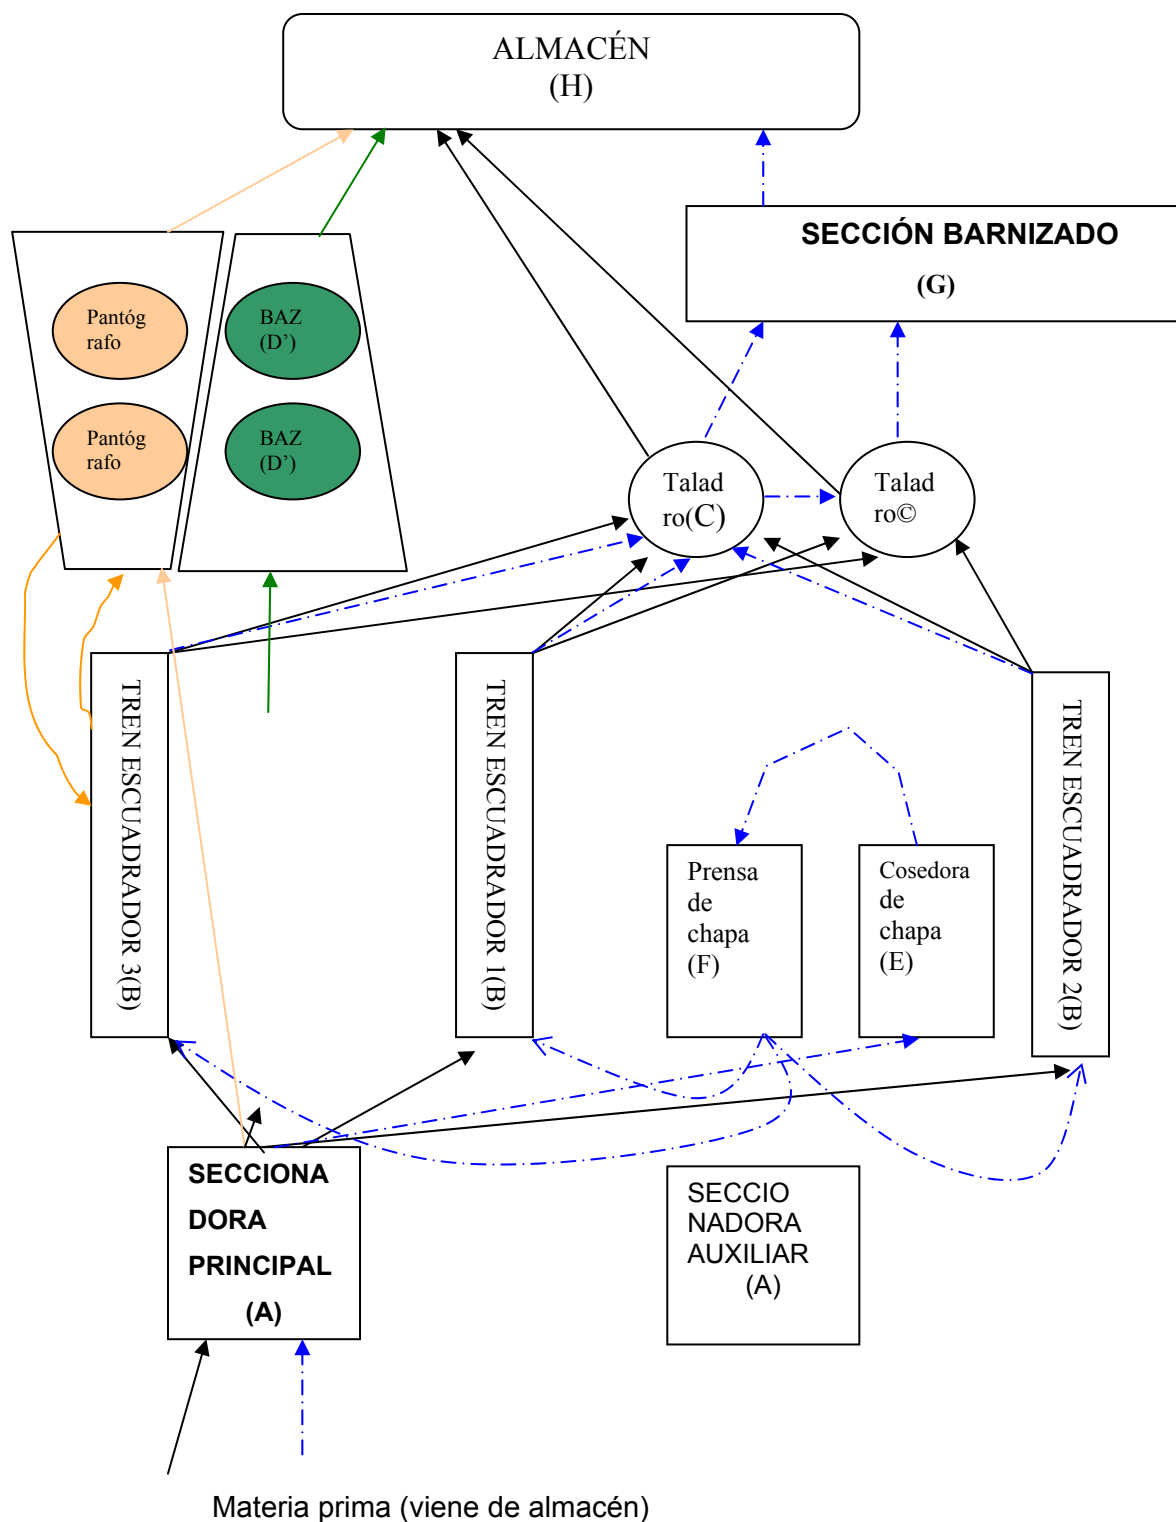 ALMACÉN
(H)
SECCIÓN BARNIZADO
(G)
Pantóg
rafo
BAZ
(D’)
Pantóg
rafo
BAZ
(D’)
Talad
ro(C)
Talad
ro©
TREN ESCUADRADOR 3(B)
TREN ESCUADRADOR 1(B)
TREN ESCUADRADOR 2(B)
Prensa
de
chapa
(F)
Cosedora
de
chapa
(E)
SECCIONA
DORA
PRINCIPAL
(A)
SECCIO
NADORA
AUXILIAR
(A)
Materia prima (viene de almacén)